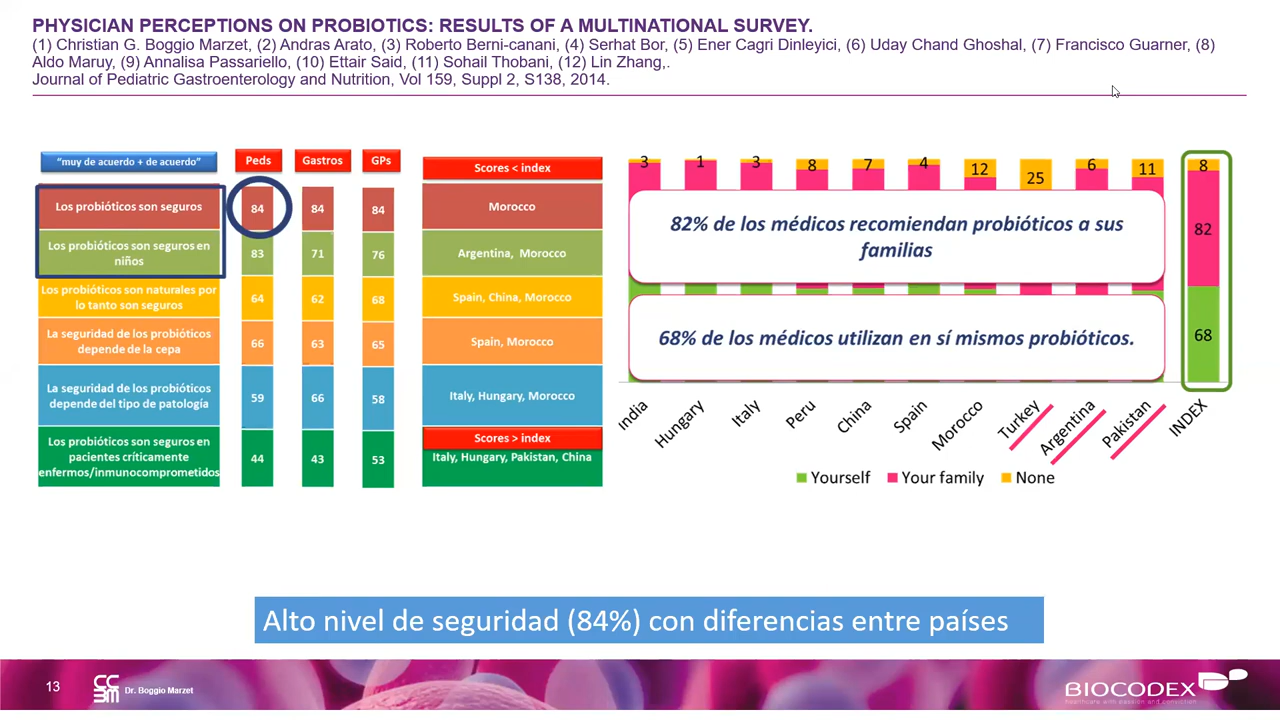 PHYSICIAN PERCEPTIONS ON PROBIOTICS: RESULTS OF A MULTINATIONAL SURVEY.
(1) Christian G. Boggio Marzet, (2) Andras Arato, (3) Roberto Berni-canani, (4) Serhat Bor, (5) Ener Cagri Dinleyici, (6) Uday Chand Ghoshal, (7) Francisco Guarner, (8)
Aldo Maruy, (9) Annalisa Passariello, (10) Ettair Said, (11) Sohail Thobani, (12) Lin Zhang,.
Journal of Pediatric Gastroenterology and Nutrition, Vol 159, Suppl 2, S138, 2014.
"muy de acuerdo + de acuerdo" Peds Gastros GPs Scores < index
Los probióticos son seguros 84 84 84 Morocco
Los probióticos son seguros en
niños 83 71 76 Argentina, Morocco
Los probióticos son naturales por
lo tanto son seguros 64 62 68 Spain, China, Morocco
La seguridad de los probióticos
depende de la cepa 66 63 65 Spain, Morocco
La seguridad de los probióticos
depende del tipo de patología 59 66 58 Italy, Hungary, Morocco
Scores > index
Los probióticos son seguros en
pacientes críticamente
enfermos/inmunocomprometidos 44 43 53 Italy, Hungary, Pakistan, China
3 1 3 8 7 4 12 25 6 11 8
82% de los médicos recomiendan probióticos a sus
familias
82
68% de los médicos utilizan en sí mismos probióticos.
68
India Hungary Italy Peru China Spain Morocco Turkey Argentina Pakistan INDEX
Yourself Your family None
Alto nivel de seguridad (84%) con diferencias entre países
13
Dr. Boggio Marzet
BIOCODEX
healthcare with passion and conviction